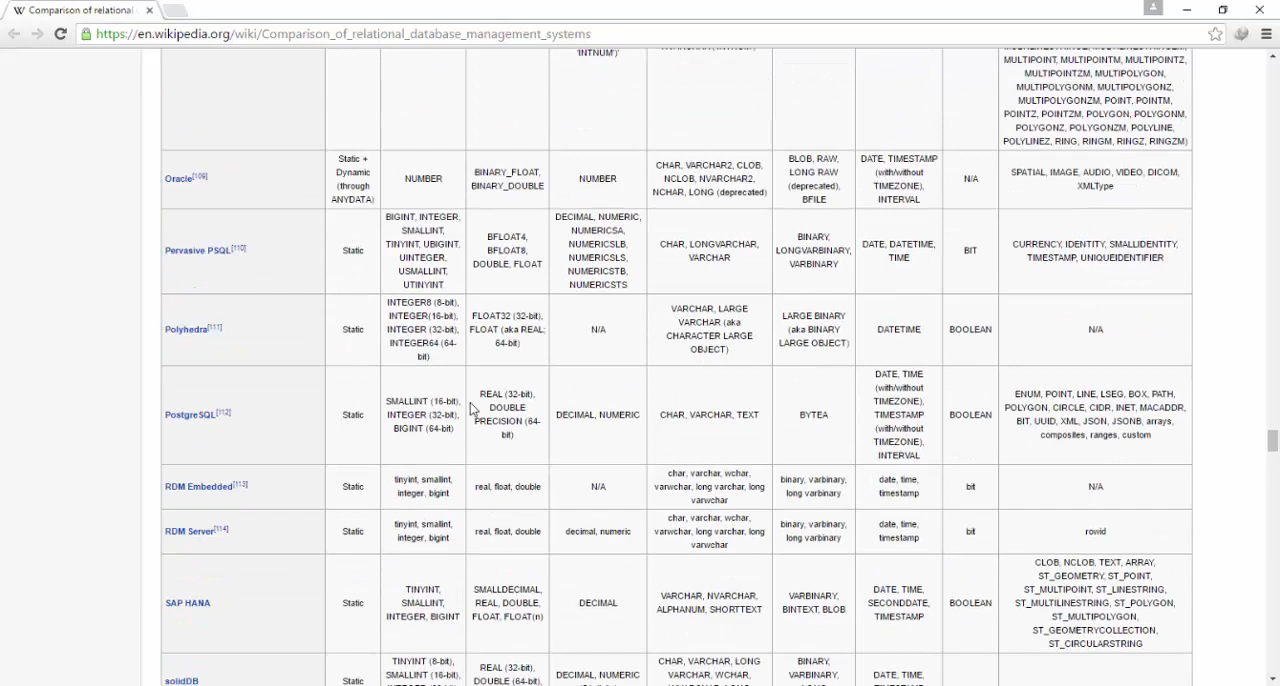 Comparison of relational
https://en.wikipedia.org/wiki/Comparison_of_relational_database_management_systems
'INTNUM')'
MULTIPOINT, MULTIPOINTM, MULTIPOINTZ,
MULTIPOINTZM, MULTIPOLYGON,
MULTIPOLYGONM, MULTIPOLYGONZ,
MULTIPOLYGONZM, POINT, POINTM,
POINTZ, POINTZM, POLYGON, POLYGONM,
POLYGONZ, POLYGONZM, POLYLINE,
POLYLINEZ, RING, RINGM, RINGZ, RINGZM)
Oracle[109]
Static +
Dynamic
(through
ANYDATA)
NUMBER
BINARY_FLOAT,
BINARY_DOUBLE
NUMBER
CHAR, VARCHAR2, CLOB,
NCLOB, NVARCHAR2,
NCHAR, LONG (deprecated)
BLOB, RAW,
LONG RAW
(deprecated),
BFILE
DATE, TIMESTAMP
(with/without
TIMEZONE),
INTERVAL
N/A
SPATIAL, IMAGE, AUDIO, VIDEO, DICOM,
XMLType
Pervasive PSQL[110]
Static
BIGINT, INTEGER,
SMALLINT,
TINYINT, UBIGINT,
UINTEGER,
USMALLINT,
UTINYINT
BFLOAT4,
BFLOAT8,
DOUBLE, FLOAT
DECIMAL, NUMERIC,
NUMERICSA,
NUMERICSLB,
NUMERICSLS,
NUMERICSTB,
NUMERICSTS
CHAR, LONGVARCHAR,
VARCHAR
BINARY,
LONGVARBINARY,
VARBINARY
DATE, DATETIME,
TIME
BIT
CURRENCY, IDENTITY, SMALLIDENTITY,
TIMESTAMP, UNIQUEIDENTIFIER
Polyhedra[111]
Static
INTEGER8 (8-bit),
INTEGER(16-bit),
INTEGER (32-bit),
INTEGER64 (64-
bit)
FLOAT32 (32-bit),
FLOAT (aka REAL;
64-bit)
N/A
VARCHAR, LARGE
VARCHAR (aka
CHARACTER LARGE
OBJECT)
LARGE BINARY
(aka BINARY
LARGE OBJECT)
DATETIME
BOOLEAN
N/A
PostgreSQL[112]
Static
SMALLINT (16-bit),
INTEGER (32-bit),
BIGINT (64-bit)
REAL (32-bit),
DOUBLE
PRECISION (64-
bit)
DECIMAL, NUMERIC
CHAR, VARCHAR, TEXT
BYTEA
DATE, TIME
(with/without
TIMEZONE),
TIMESTAMP
(with/without
TIMEZONE),
INTERVAL
BOOLEAN
ENUM, POINT, LINE, LSEG, BOX, PATH,
POLYGON, CIRCLE, CIDR, INET, MACADDR,
BIT, UUID, XML, JSON, JSONB, arrays,
composites, ranges, custom
RDM Embedded[113]
Static
tinyint, smallint,
integer, bigint
real, float, double
N/A
char, varchar, wchar,
varwchar, long varchar, long
varwchar
binary, varbinary,
long varbinary
date, time,
timestamp
bit
N/A
RDM Server[114]
Static
tinyint, smallint,
integer, bigint
real, float, double
decimal, numeric
char, varchar, wchar,
varwchar, long varchar, long
varwchar
binary, varbinary,
long varbinary
date, time,
timestamp
bit
rowid
SAP HANA
Static
TINYINT,
SMALLINT,
INTEGER, BIGINT
SMALLDECIMAL,
REAL, DOUBLE,
FLOAT, FLOAT(n)
DECIMAL
VARCHAR, NVARCHAR,
ALPHANUM, SHORTTEXT
VARBINARY,
BINTEXT, BLOB
DATE, TIME,
SECONDDATE,
TIMESTAMP
BOOLEAN
CLOB, NCLOB, TEXT, ARRAY,
ST_GEOMETRY, ST_POINT,
ST_MULTIPOINT, ST_LINESTRING,
ST_MULTILINESTRING, ST_POLYGON,
ST_MULTIPOLYGON,
ST_GEOMETRYCOLLECTION,
ST_CIRCULARSTRING
solidDB
Static
TINYINT (8-bit),
SMALLINT (16-bit),
REAL (32-bit),
DOUBLE (64-bit),
DECIMAL, NUMERIC
CHAR, VARCHAR, LONG
VARCHAR, WCHAR,
BINARY,
VARBINARY,
DATE, TIME,
TIMESTAMP